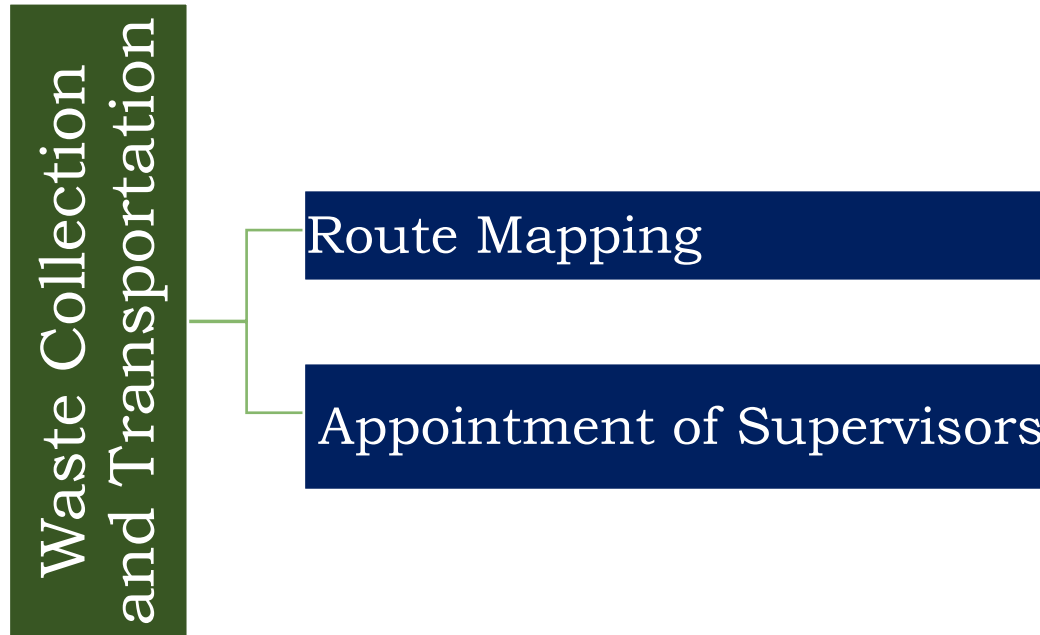 Waste Collection
and Transportation
Route Mapping
Appointment of Supervisors